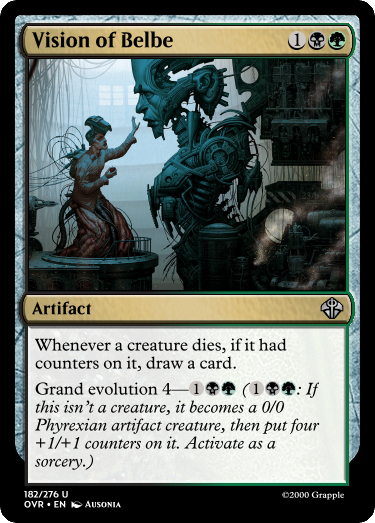 Vision of Belbe 1
Artifact
Whenever a creature dies, if it had
counters on it, draw a card.
Grand evolution 4—1 (1: If
this isn't a creature, it becomes a 0/0
Phyrexian artifact creature, then put four
+1/+1 counters on it. Activate as a
sorcery.)
182/276 U
OVR • EN Ausonia
©2000 Grapple